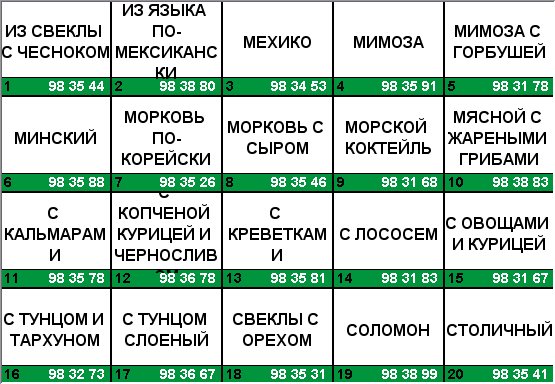 ИЗ СВЕКЛЫ
С ЧЕСНОКОМ
1 98 35 44
ИЗ ЯЗЫКА
ПО-
МЕКСИКАНС
КИ
2 98 38 80
МЕХИКО
3 98 34 53
МИМОЗА
4 98 35 91
МИМОЗА С
ГОРБУШЕЙ
5 98 31 78
МИНСКИЙ
6 98 35 88
МОРКОВЬ
ПО-
КОРЕЙСКИ
7 98 35 26
МОРКОВЬ С
СЫРОМ
8 98 35 46
МОРСКОЙ
КОКТЕЙЛЬ
9 98 31 68
МЯСНОЙ С
ЖАРЕНЫМИ
ГРИБАМИ
10 98 38 83
С
КАЛЬМАРАМ
И
11 98 35 78
С
КОПЧЕНОЙ
КУРИЦЕЙ И
ЧЕРНОСЛИВ
12 98 36 78
С
КРЕВЕТКАМ
И
13 98 35 81
С ЛОСОСЕМ
14 98 31 83
С ОВОЩАМИ
И КУРИЦЕЙ
15 98 31 67
С ТУНЦОМ И
ТАРХУНОМ
16 98 32 73
С ТУНЦОМ
СЛОЕНЫЙ
17 98 36 67
СВЕКЛЫ С
ОРЕХОМ
18 98 35 31
СОЛОМОН
19 98 38 99
СТОЛИЧНЫЙ
20 98 35 41